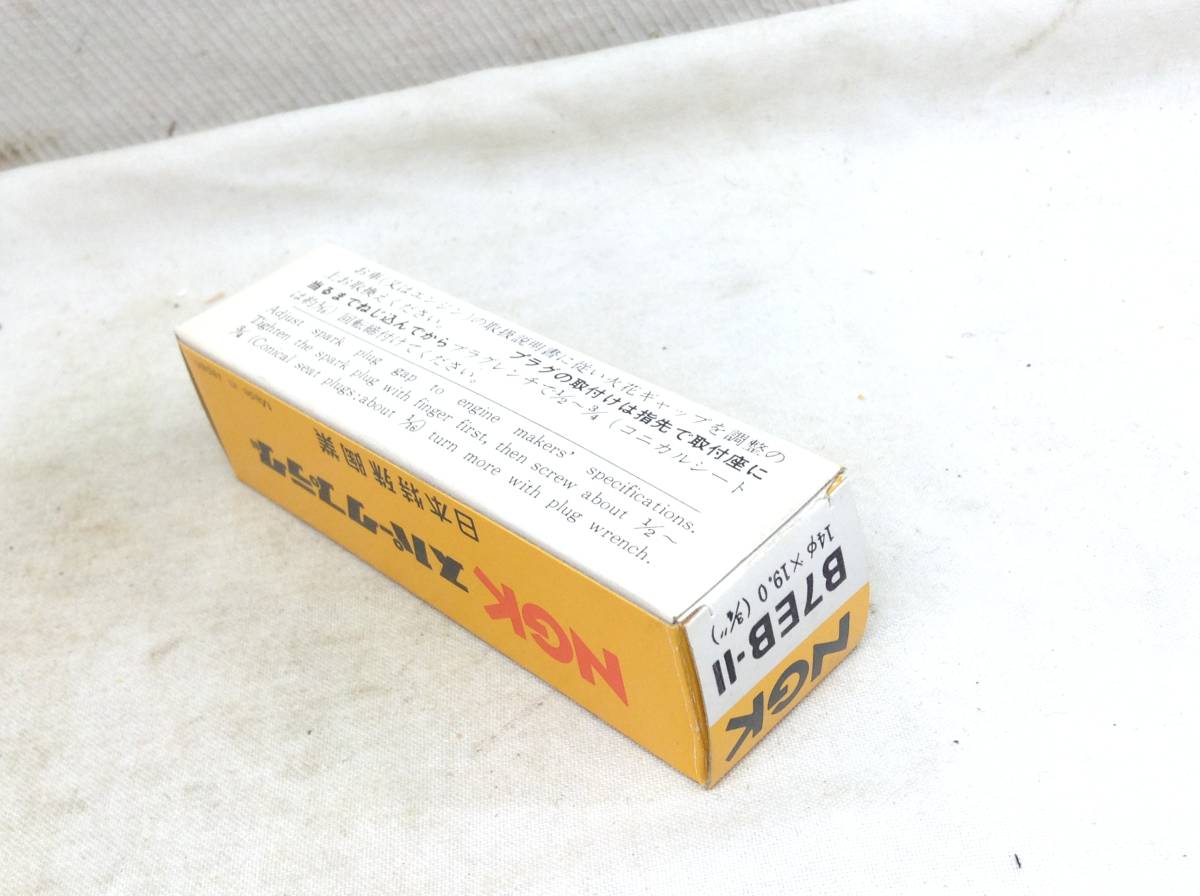 お車(又はエンジン)の取扱説明書に従い火花ギャップを調整の
上お取換えください。 プラグの取付けは指先で取付座に
当るまでねじ込んでからプラグレンチで1/2~3/4 (コニカルシート
は約1/16) 回転締付けてください。
Adjust spark plug gap to engine makers' specifications.
Tighten the spark plug with finger first, then screw about 1/2~
3/4 (Conical seat plugs: about 1/16) turn more with plug wrench.
Made in Japan
NGK スパークプラグ
日本特殊陶業
NGK
B7EB-11
14φ×19.0 (3/4")